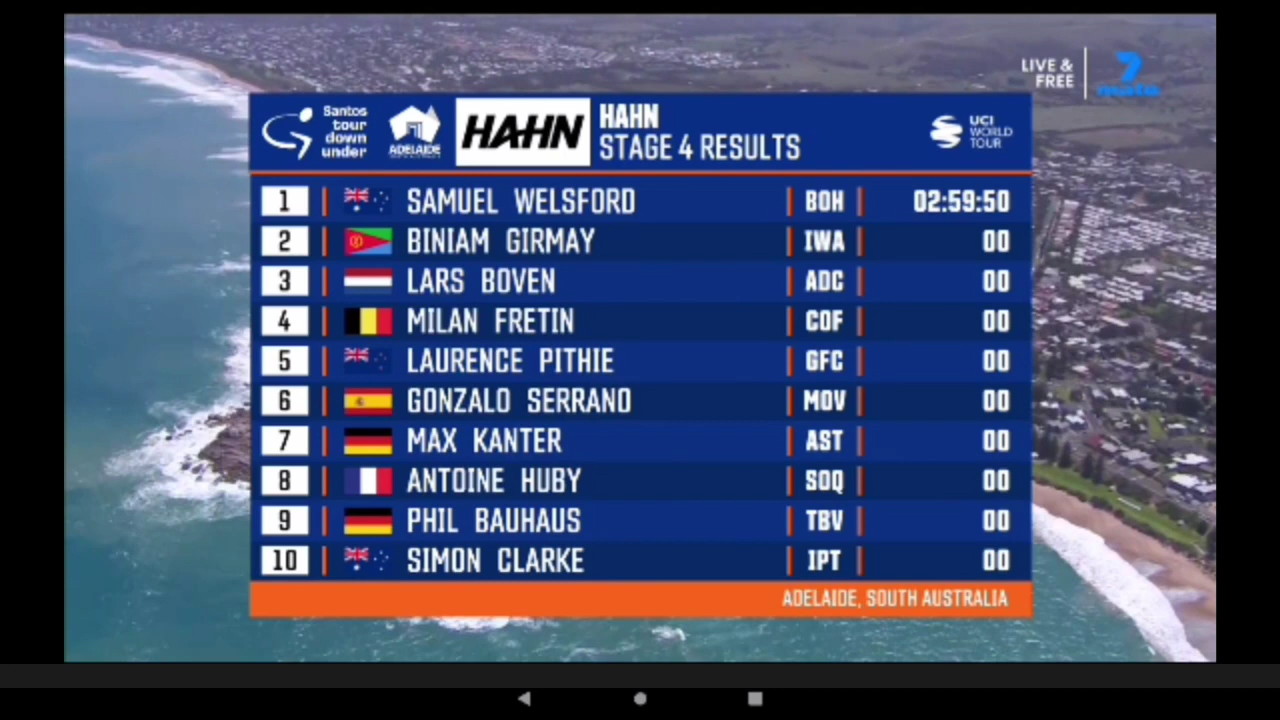 LIVE &
FREE
7
mate
Santos
tour
down
under
ADELAIDE
HAHN
HAHN
STAGE 4 RESULTS
UCI
WORLD
TOUR
1 SAMUEL WELSFORD BOH 02:59:50
2 BINIAM GIRMAY IWA 00
3 LARS BOVEN ADC 00
4 MILAN FRETIN COF 00
5 LAURENCE PITHIE GFC 00
6 GONZALO SERRANO MOV 00
7 MAX KANTER AST 00
8 ANTOINE HUBY SOQ 00
9 PHIL BAUHAUS TBV 00
10 SIMON CLARKE IPT 00
ADELAIDE, SOUTH AUSTRALIA